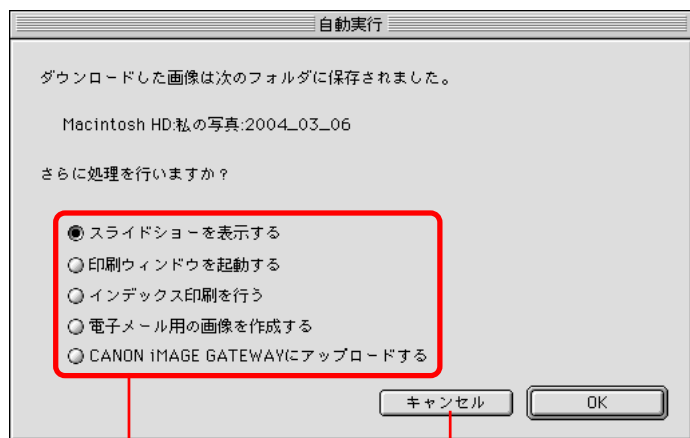 自動実行
ダウンロードした画像は次のフォルダに保存されました。
Macintosh HD:私の写真:2004_03_06
さらに処理を行いますか？
スライドショーを表示する
印刷ウィンドウを起動する
インデックス印刷を行う
電子メール用の画像を作成する
CANON iMAGE GATEWAYにアップロードする
キャンセル OK